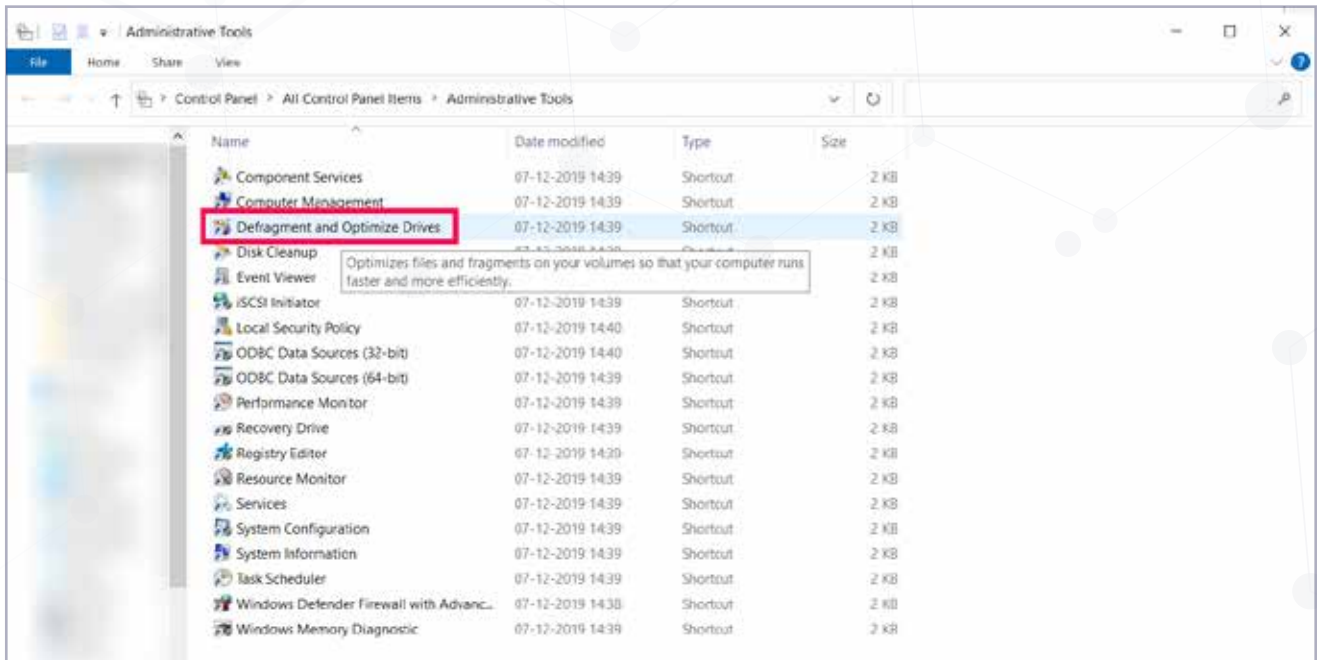 Administrative Tools
File Home Share View
Control Panel > All Control Panel Items > Administrative Tools
Name Date modified Type Size
Component Services 07-12-2019 14:39 Shortcut 2 KB
Computer Management 07-12-2019 14:39 Shortcut 2 KB
Defragment and Optimize Drives 07-12-2019 14:39 Shortcut 2 KB
Disk Cleanup 2 KB
Optimizes files and fragments on your volumes so that your computer runs
faster and more efficiently.
Event Viewer 2 KB
iSCSI Initiator 07-12-2019 14:39 Shortcut 2 KB
Local Security Policy 07-12-2019 14:40 Shortcut 2 KB
ODBC Data Sources (32-bit) 07-12-2019 14:40 Shortcut 2 KB
ODBC Data Sources (64-bit) 07-12-2019 14:39 Shortcut 2 KB
Performance Monitor 07-12-2019 14:39 Shortcut 2 KB
Recovery Drive 07-12-2019 14:39 Shortcut 2 KB
Registry Editor 07-12-2019 14:39 Shortcut 2 KB
Resource Monitor 07-12-2019 14:39 Shortcut 2 KB
Services 07-12-2019 14:39 Shortcut 2 KB
System Configuration 07-12-2019 14:39 Shortcut 2 KB
System Information 07-12-2019 14:39 Shortcut 2 KB
Task Scheduler 07-12-2019 14:39 Shortcut 2 KB
Windows Defender Firewall with Advanc... 07-12-2019 14:38 Shortcut 2 KB
Windows Memory Diagnostic 07-12-2019 14:39 Shortcut 2 KB